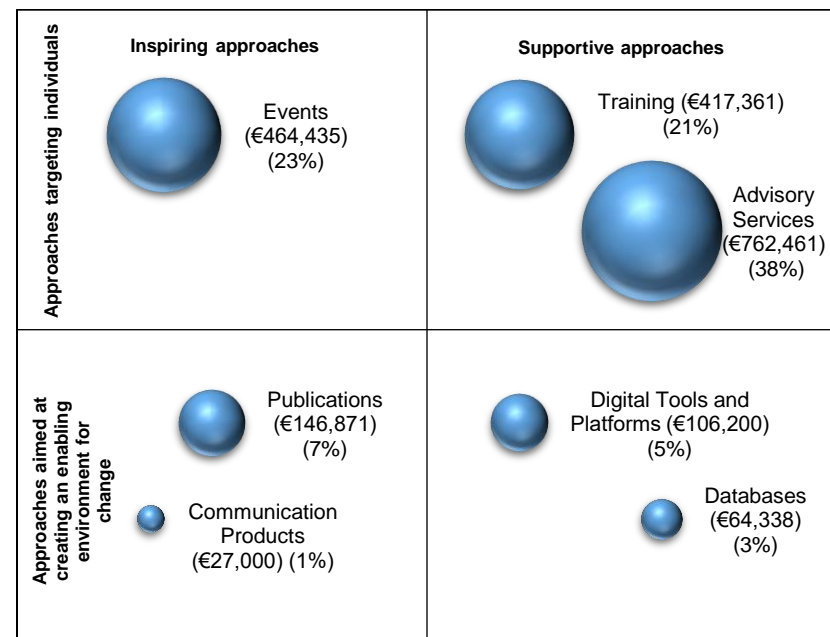 Inspiring approaches
Supportive approaches
Approaches targeting individuals
Events
(€464,435)
(23%)
Training (€417,361)
(21%)
Advisory
Services
(€762,461)
(38%)
Approaches aimed at
creating an enabling
environment for
change
Publications
(€146,871)
(7%)
Communication
Products
(€27,000) (1%)
Digital Tools and
Platforms (€106,200)
(5%)
Databases
(€64,338)
(3%)